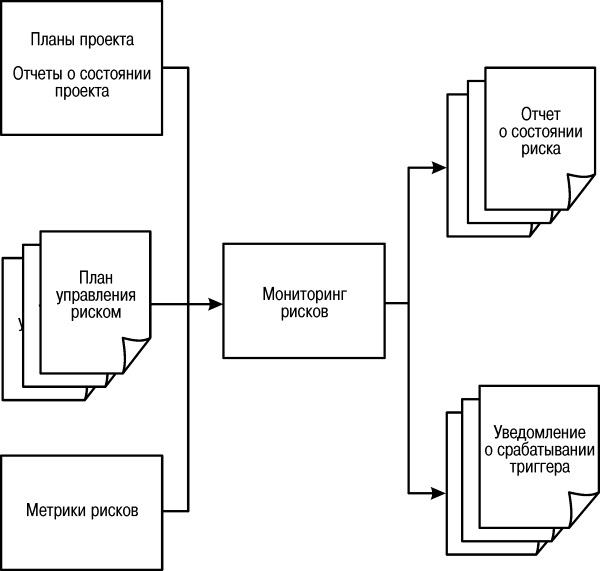 Планы проекта
Отчеты о состоянии
проекта
План
управления
риском
Метрики рисков
Мониторинг
рисков
Отчет
о состоянии
риска
Уведомление
о срабатывании
триггера